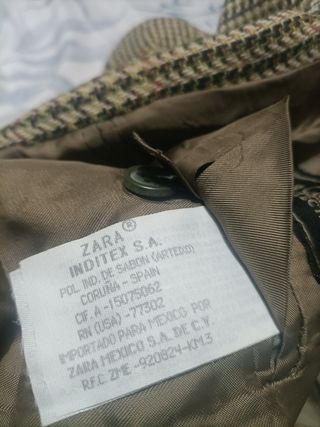 ZARA®
INDITEX S.A.
POL. IND. DE SABON (ARTEIXO)
CORUÑA - SPAIN
CIF. A -15075062
RN (USA) -77302
IMPORTADO PARA MEXICO POR
ZARA MEXICO S.A. DE C.V.
R.F.C. ZME -920824-KM3